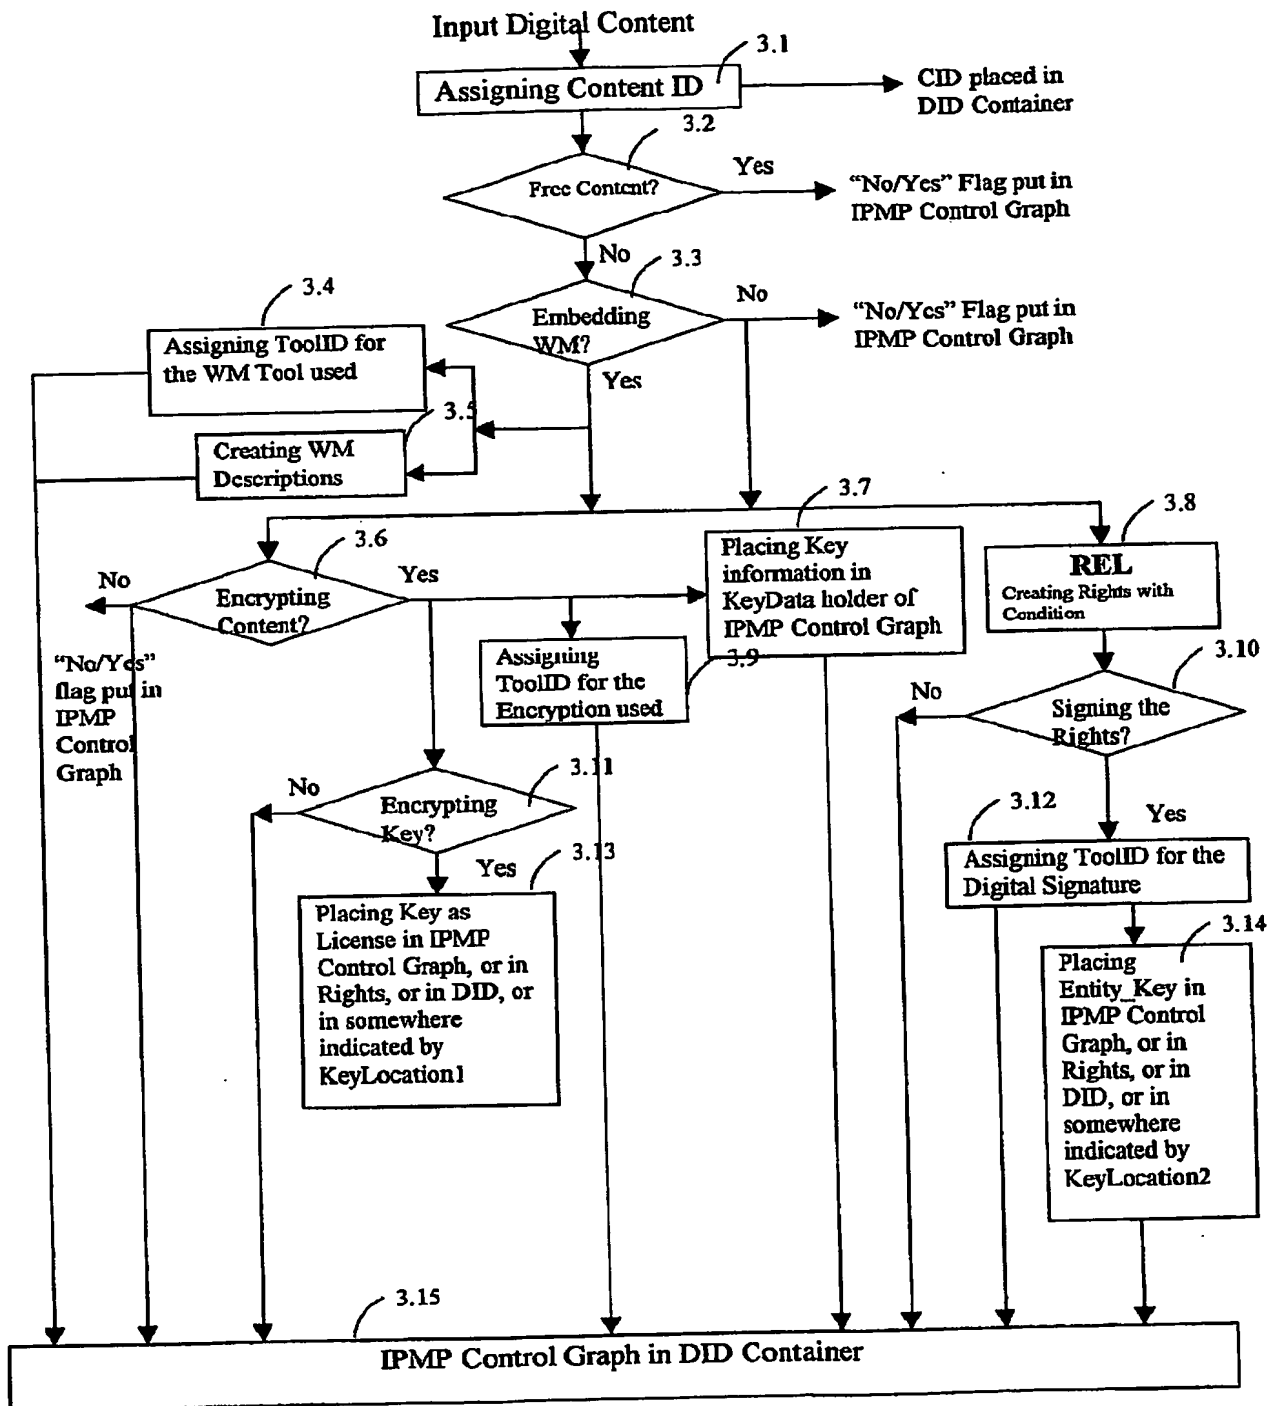 Input Digital Content
3.1
Assigning Content ID
CID placed in
DID Container
3.2
Free Content?
Yes
“No/Yes” Flag put in
IPMP Control Graph
No
3.3
Embedding
WM?
No
“No/Yes” Flag put in
IPMP Control Graph
Yes
3.4
Assigning ToolID for
the WM Tool used
3.5
Creating WM
Descriptions
3.6
Encrypting
Content?
No
Yes
“No/Yes”
flag put in
IPMP
Control
Graph
3.7
Placing Key
information in
KeyData holder of
IPMP Control Graph
3.8
REL
Creating Rights with
Condition
3.9
Assigning
ToolID for the
Encryption used
3.10
Signing the
Rights?
No
Yes
3.11
Encrypting
Key?
No
Yes
3.12
Assigning ToolID for the
Digital Signature
3.13
Placing Key as
License in IPMP
Control Graph, or in
Rights, or in DID, or
in somewhere
indicated by
KeyLocation1
3.14
Placing
Entity_Key in
IPMP Control
Graph, or in
Rights, or in
DID, or in
somewhere
indicated by
KeyLocation2
3.15
IPMP Control Graph in DID Container